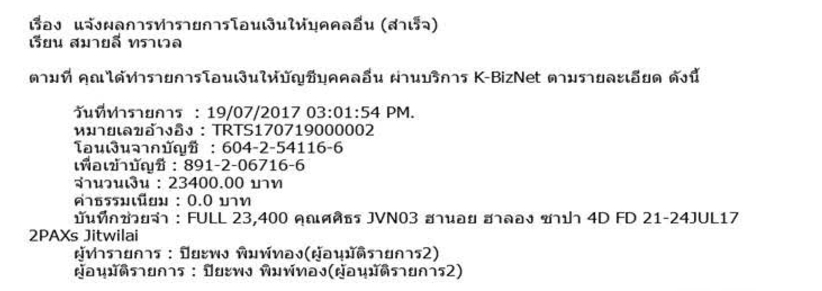 เรื่อง แจ้งผลการทำรายการโอนเงินให้บุคคลอื่น (สำเร็จ)
เรียน สมายลี่ ทราเวล
ตามที่ คุณได้ทำรายการโอนเงินให้บัญชีบุคคลอื่น ผ่านบริการ K-BizNet ตามรายละเอียด ดังนี้
วันที่ทำรายการ : 19/07/2017 03:01:54 PM.
หมายเลขอ้างอิง : TRTS170719000002
โอนเงินจากบัญชี : 604-2-54116-6
เพื่อเข้าบัญชี : 891-2-06716-6
จำนวนเงิน : 23400.00 บาท
ค่าธรรมเนียม : 0.0 บาท
บันทึกช่วยจำ : FULL 23,400 คุณศศิธร JVN03 ฮานอย ฮาลอง ซาปา 4D FD 21-24JUL17
2PAXs Jitwilai
ผู้ทำรายการ : ปิยะพง พิมพ์ทอง(ผู้อนุมัติรายการ2)
ผู้อนุมัติรายการ : ปิยะพง พิมพ์ทอง(ผู้อนุมัติรายการ2)